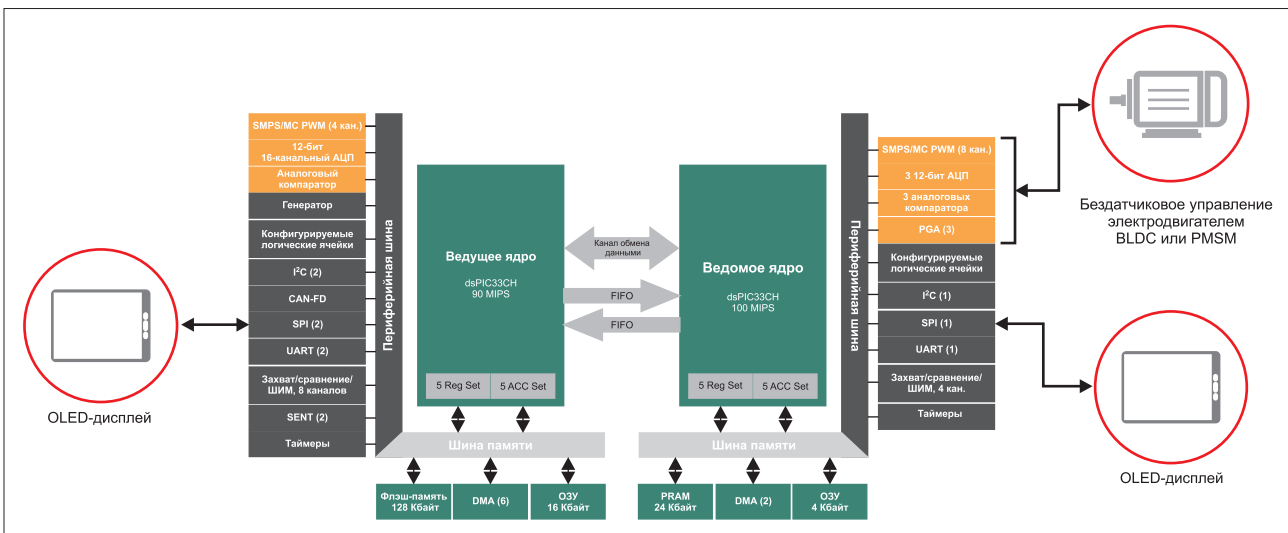 SMPS/MC PWM (4 кан.)
12-бит
16-канальный АЦП
Аналоговый
компаратор
Генератор
Конфигурируемые
логические ячейки
I²C (2)
CAN-FD
SPI (2)
UART (2)
Захват/сравнение/
ШИМ, 8 каналов
SENT (2)
Таймеры
OLED-дисплей
Периферийная шина
Ведущее ядро
dsPIC33CH
90 MIPS
5 Reg Set
5 ACC Set
Шина памяти
Флэш-память
128 Кбайт
DMA (6)
ОЗУ
16 Кбайт
Канал обмена
данными
FIFO
FIFO
Ведомое ядро
dsPIC33CH
100 MIPS
5 Reg Set
5 ACC Set
Шина памяти
PRAM
24 Кбайт
DMA (2)
ОЗУ
4 Кбайт
Периферийная шина
SMPS/MC PWM (8 кан.)
3 12-бит АЦП
3 аналоговых
компаратора
PGA (3)
Конфигурируемые
логические ячейки
I²C (1)
SPI (1)
UART (1)
Захват/сравнение/
ШИМ, 4 кан.
Таймеры
Бездатчиковое управление
электродвигателем
BLDC или PMSM
OLED-дисплей